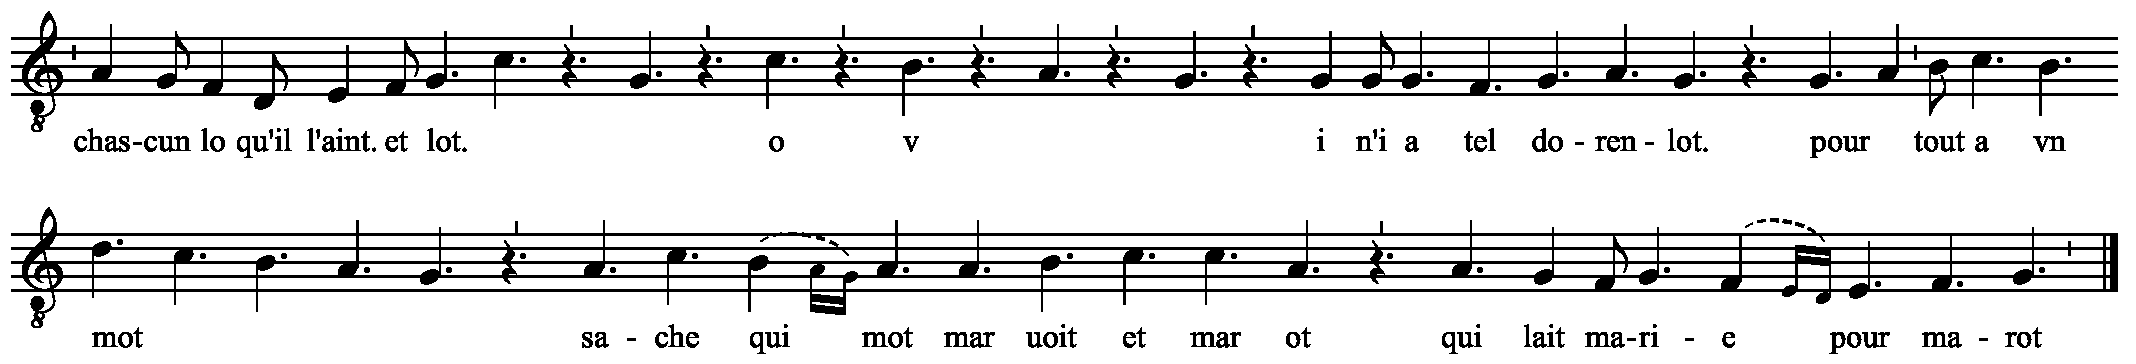 chas-cun lo qu'il l'aint. et lot. o v i n'i a tel do - ren - lot. pour tout a vn
mot sa - che qui mot mar uoit et mar ot qui lait ma-ri - e pour ma - rot